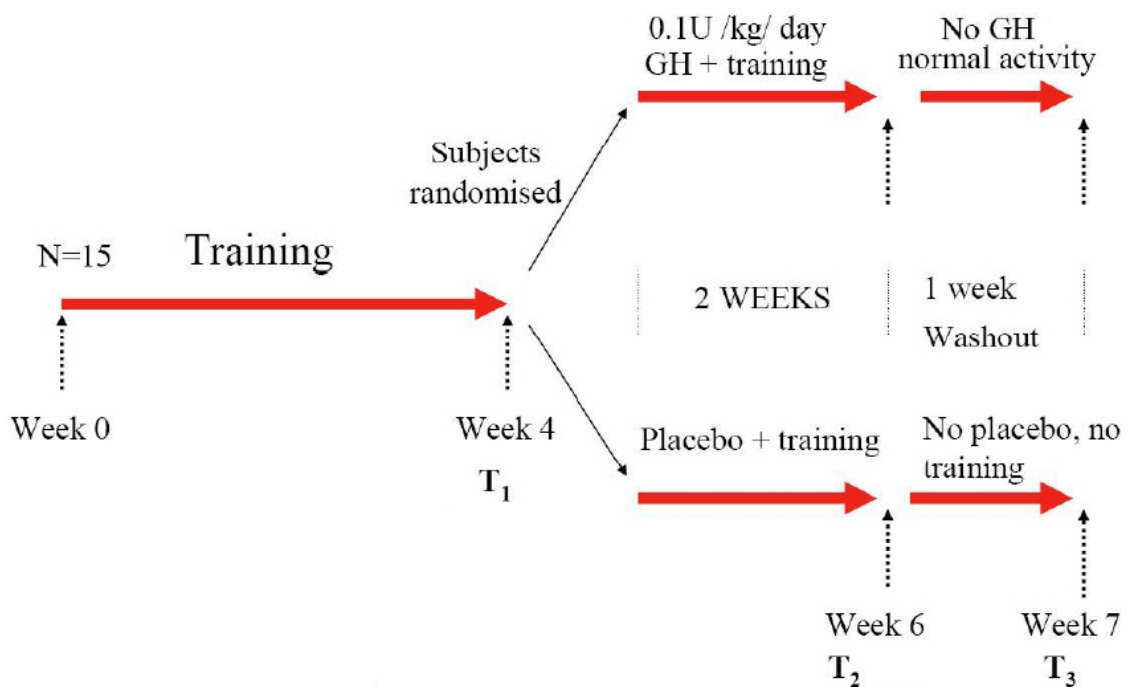 0.1U /kg/ day
GH + training
No GH
normal activity
Subjects
randomised
N=15
Training
2 WEEKS
1 week
Washout
Week 0
Week 4
T1
Placebo + training
No placebo, no
training
Week 6
T2
Week 7
T3